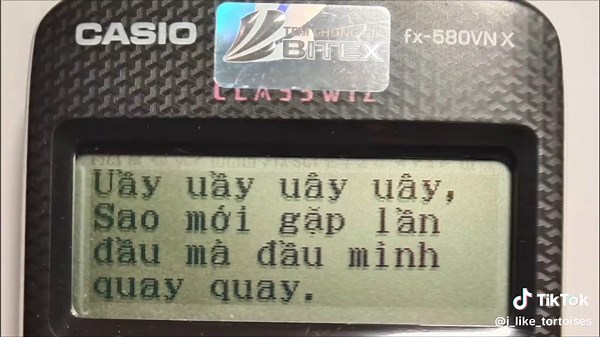 CASIO
BITEX
fx-580VN X
CLASSWIZ
Uầy uầy uây uây,
Sao mới gặp lần
đầu mà đầu mình
quay quay.
TikTok
@i_like_tortoises